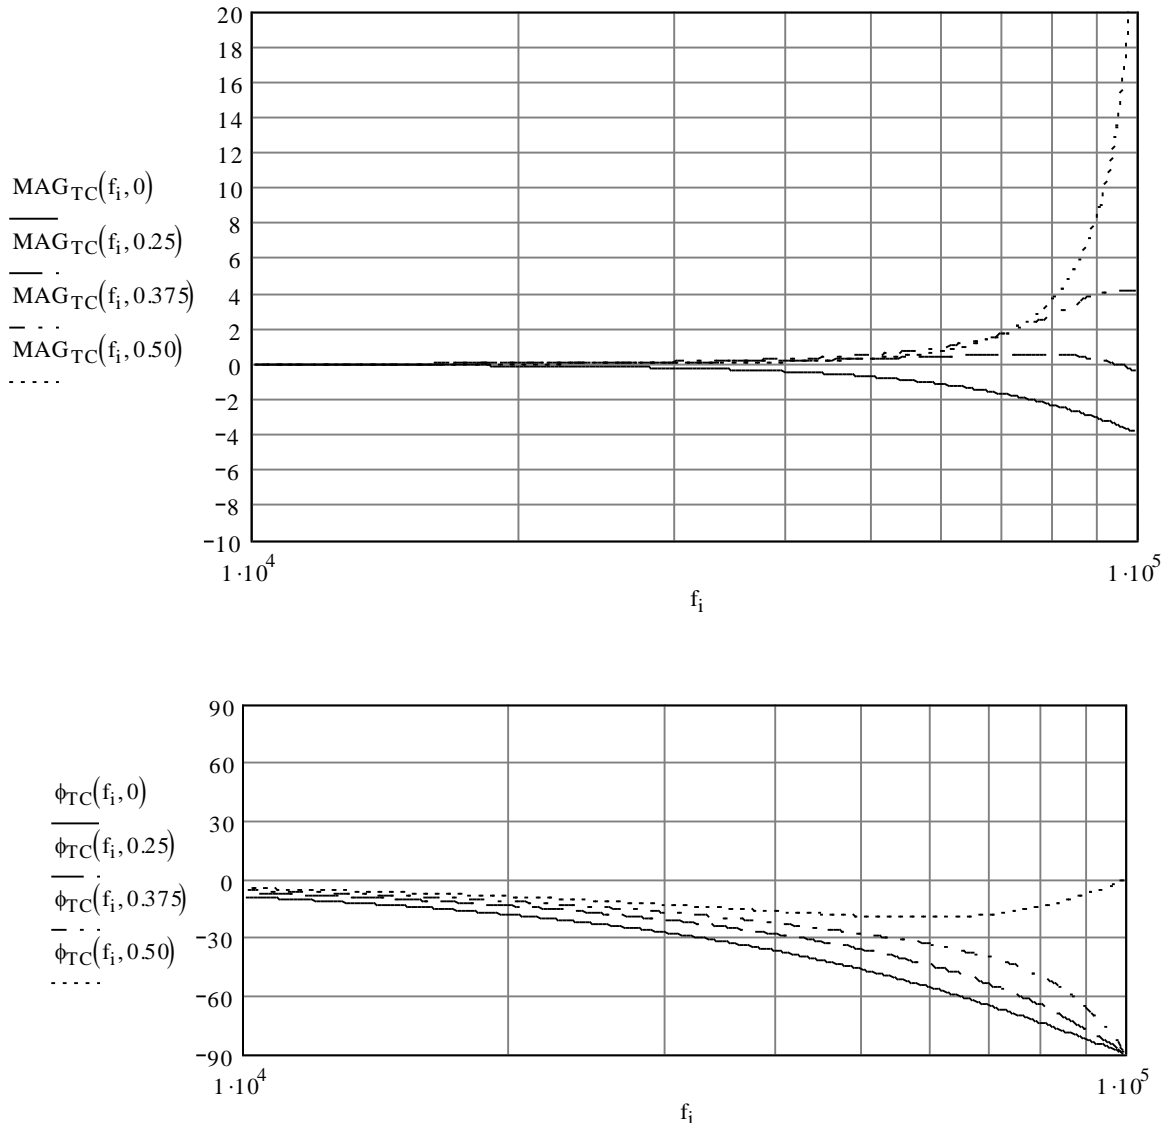 20
18
16
14
12
10
8
6
4
2
0
−2
−4
−6
−8
−10
MAG_TC(f_i, 0)
MAG_TC(f_i, 0.25)
MAG_TC(f_i, 0.375)
MAG_TC(f_i, 0.50)
1·10^4
1·10^5
f_i
90
60
30
0
−30
−60
−90
ϕ_TC(f_i, 0)
ϕ_TC(f_i, 0.25)
ϕ_TC(f_i, 0.375)
ϕ_TC(f_i, 0.50)
1·10^4
1·10^5
f_i